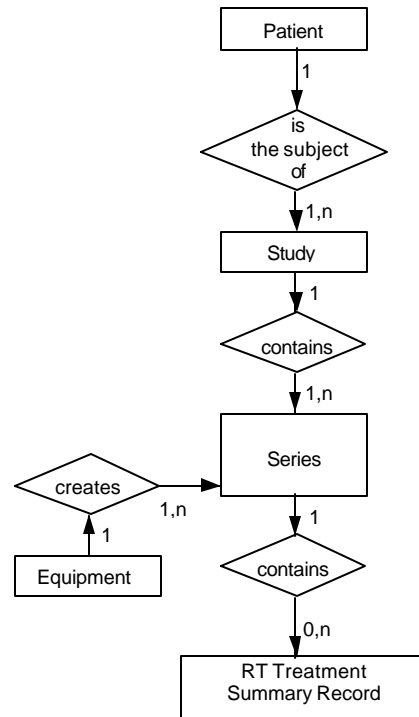 Patient
1
is
the subject
of
1,n
Study
1
contains
1,n
Series
creates
1,n
1
Equipment
1
contains
0,n
RT Treatment
Summary Record